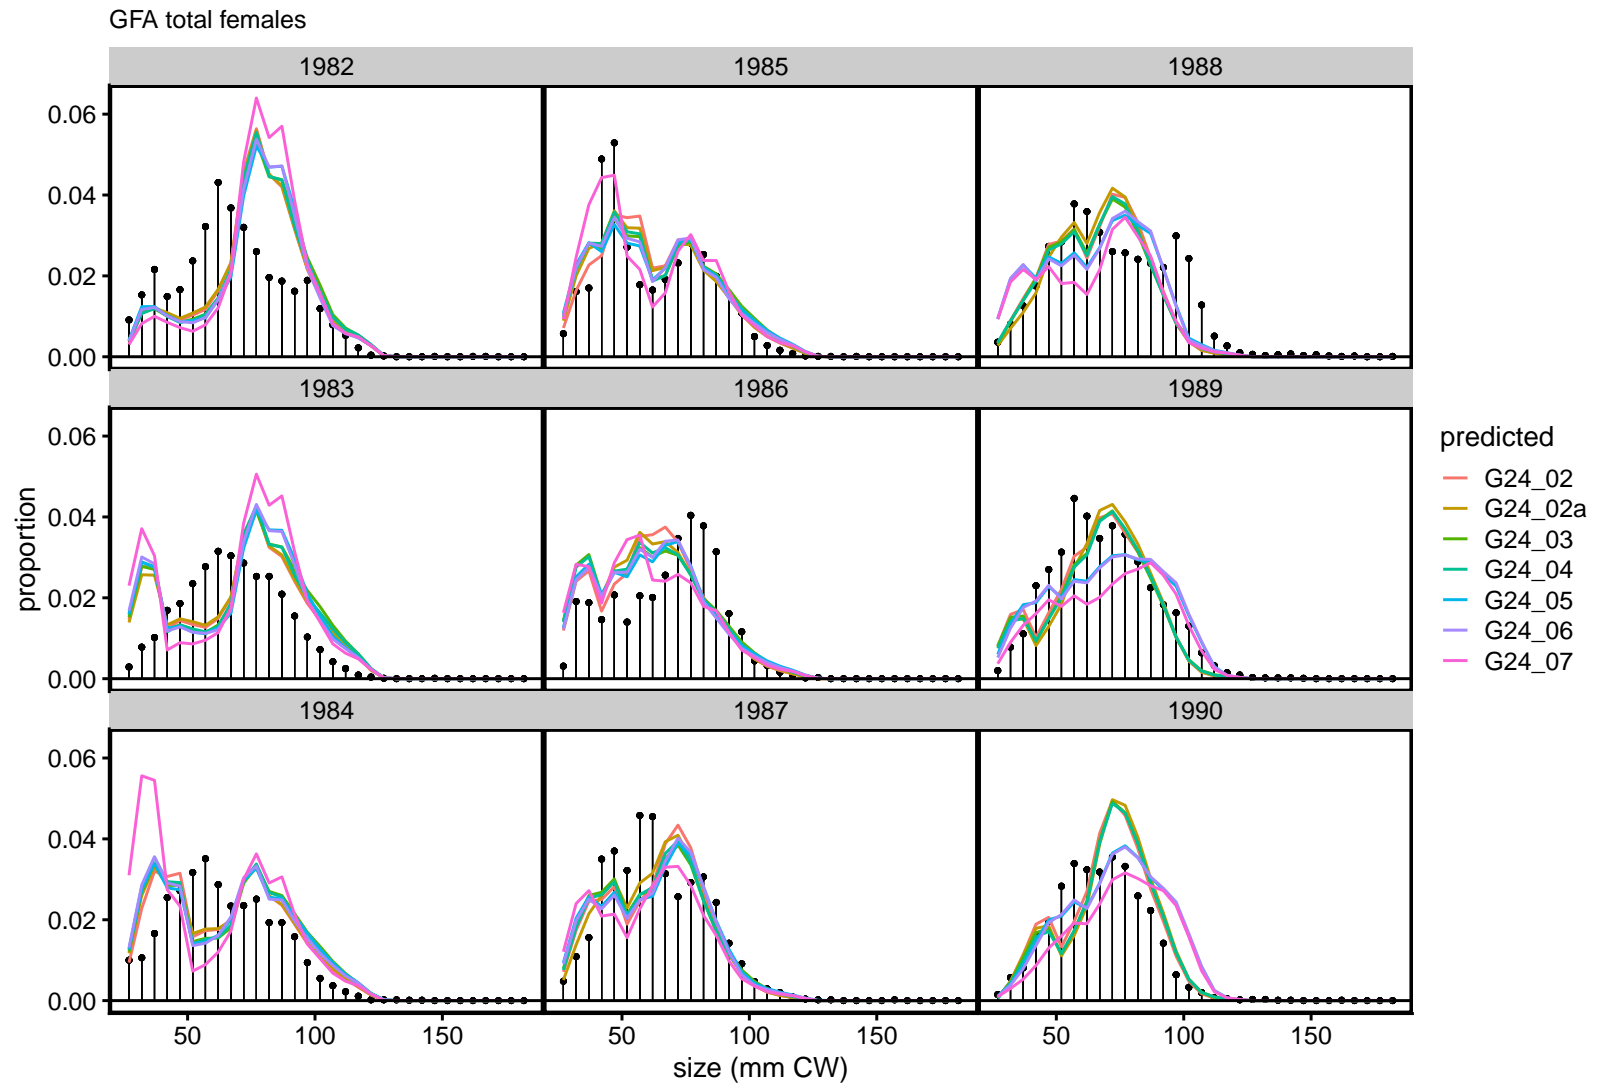 GFA total females
1982 1985 1988
0.06
0.04
0.02
0.00
1983 1986 1989
0.06
0.04
0.02
0.00
1984 1987 1990
0.06
0.04
0.02
0.00
50 100 150 50 100 150 50 100 150
size (mm CW)
proportion
predicted
G24_02
G24_02a
G24_03
G24_04
G24_05
G24_06
G24_07